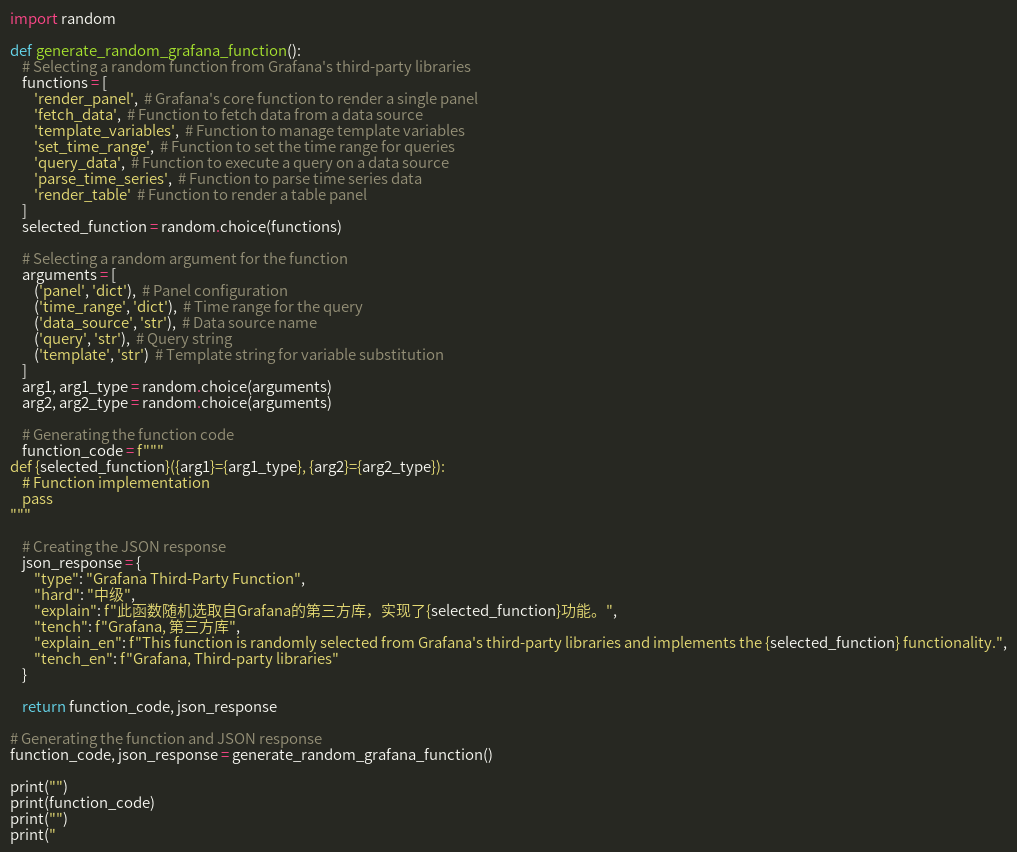 import random

def generate_random_grafana_function():
    # Selecting a random function from Grafana's third-party libraries
    functions = [
        'render_panel',  # Grafana's core function to render a single panel
        'fetch_data',  # Function to fetch data from a data source
        'template_variables',  # Function to manage template variables
        'set_time_range',  # Function to set the time range for queries
        'query_data',  # Function to execute a query on a data source
        'parse_time_series',  # Function to parse time series data
        'render_table'  # Function to render a table panel
    ]
    selected_function = random.choice(functions)

    # Selecting a random argument for the function
    arguments = [
        ('panel', 'dict'),  # Panel configuration
        ('time_range', 'dict'),  # Time range for the query
        ('data_source', 'str'),  # Data source name
        ('query', 'str'),  # Query string
        ('template', 'str')  # Template string for variable substitution
    ]
    arg1, arg1_type = random.choice(arguments)
    arg2, arg2_type = random.choice(arguments)

    # Generating the function code
    function_code = f"""
def {selected_function}({arg1}={arg1_type}, {arg2}={arg2_type}):
    # Function implementation
    pass
"""

    # Creating the JSON response
    json_response = {
        "type": "Grafana Third-Party Function",
        "hard": "中级",
        "explain": f"此函数随机选取自Grafana的第三方库，实现了{selected_function}功能。",
        "tench": f"Grafana, 第三方库",
        "explain_en": f"This function is randomly selected from Grafana's third-party libraries and implements the {selected_function} functionality.",
        "tench_en": f"Grafana, Third-party libraries"
    }

    return function_code, json_response

# Generating the function and JSON response
function_code, json_response = generate_random_grafana_function()

print("")
print(function_code)
print("")
print("